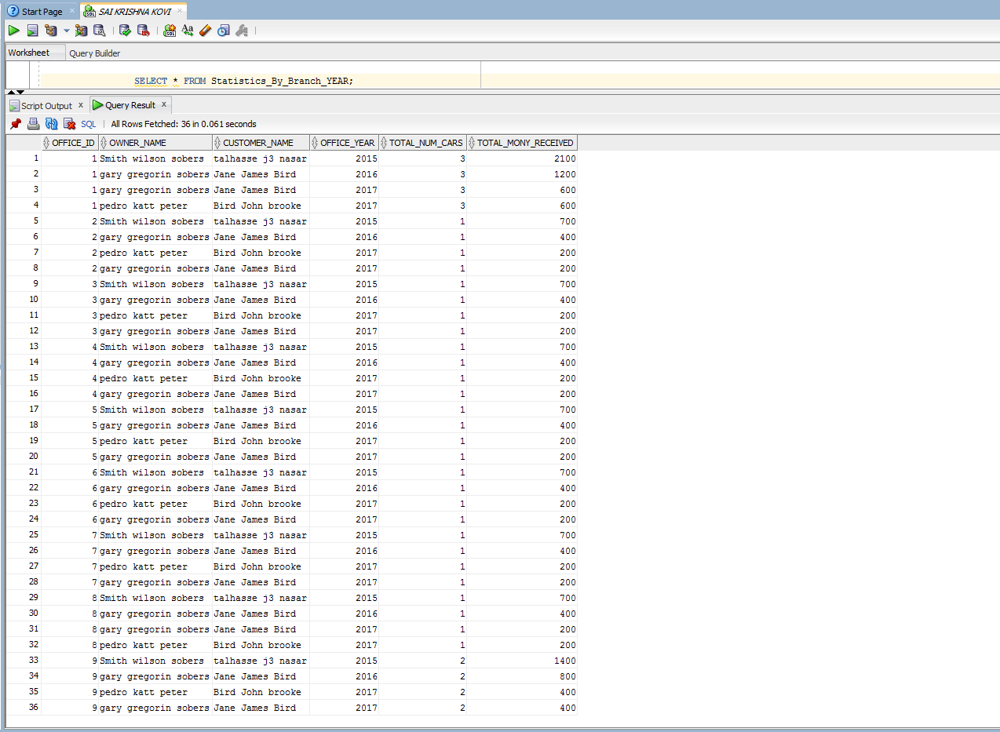 Start Page × SAI KRISHNA KOVI ×
Worksheet Query Builder
SELECT * FROM Statistics_By_Branch_YEAR;
Script Output x Query Result x
SQL | All Rows Fetched: 36 in 0.061 seconds
OFFICE_ID OWNER_NAME CUSTOMER_NAME OFFICE_YEAR TOTAL_NUM_CARS TOTAL_MONY_RECEIVED
1 1 Smith wilson sobers talhasse j3 nasar 2015 3 2100
2 1 gary gregorin sobers Jane James Bird 2016 3 1200
3 1 gary gregorin sobers Jane James Bird 2017 3 600
4 1 pedro katt peter Bird John brooke 2017 3 600
5 2 Smith wilson sobers talhasse j3 nasar 2015 1 700
6 2 gary gregorin sobers Jane James Bird 2016 1 400
7 2 pedro katt peter Bird John brooke 2017 1 200
8 2 gary gregorin sobers Jane James Bird 2017 1 200
9 3 Smith wilson sobers talhasse j3 nasar 2015 1 700
10 3 gary gregorin sobers Jane James Bird 2016 1 400
11 3 pedro katt peter Bird John brooke 2017 1 200
12 3 gary gregorin sobers Jane James Bird 2017 1 200
13 4 Smith wilson sobers talhasse j3 nasar 2015 1 700
14 4 gary gregorin sobers Jane James Bird 2016 1 400
15 4 pedro katt peter Bird John brooke 2017 1 200
16 4 gary gregorin sobers Jane James Bird 2017 1 200
17 5 Smith wilson sobers talhasse j3 nasar 2015 1 700
18 5 gary gregorin sobers Jane James Bird 2016 1 400
19 5 pedro katt peter Bird John brooke 2017 1 200
20 5 gary gregorin sobers Jane James Bird 2017 1 200
21 6 Smith wilson sobers talhasse j3 nasar 2015 1 700
22 6 gary gregorin sobers Jane James Bird 2016 1 400
23 6 pedro katt peter Bird John brooke 2017 1 200
24 6 gary gregorin sobers Jane James Bird 2017 1 200
25 7 Smith wilson sobers talhasse j3 nasar 2015 1 700
26 7 gary gregorin sobers Jane James Bird 2016 1 400
27 7 pedro katt peter Bird John brooke 2017 1 200
28 7 gary gregorin sobers Jane James Bird 2017 1 200
29 8 Smith wilson sobers talhasse j3 nasar 2015 1 700
30 8 gary gregorin sobers Jane James Bird 2016 1 400
31 8 gary gregorin sobers Jane James Bird 2017 1 200
32 8 pedro katt peter Bird John brooke 2017 1 200
33 9 Smith wilson sobers talhasse j3 nasar 2015 2 1400
34 9 gary gregorin sobers Jane James Bird 2016 2 800
35 9 pedro katt peter Bird John brooke 2017 2 400
36 9 gary gregorin sobers Jane James Bird 2017 2 400